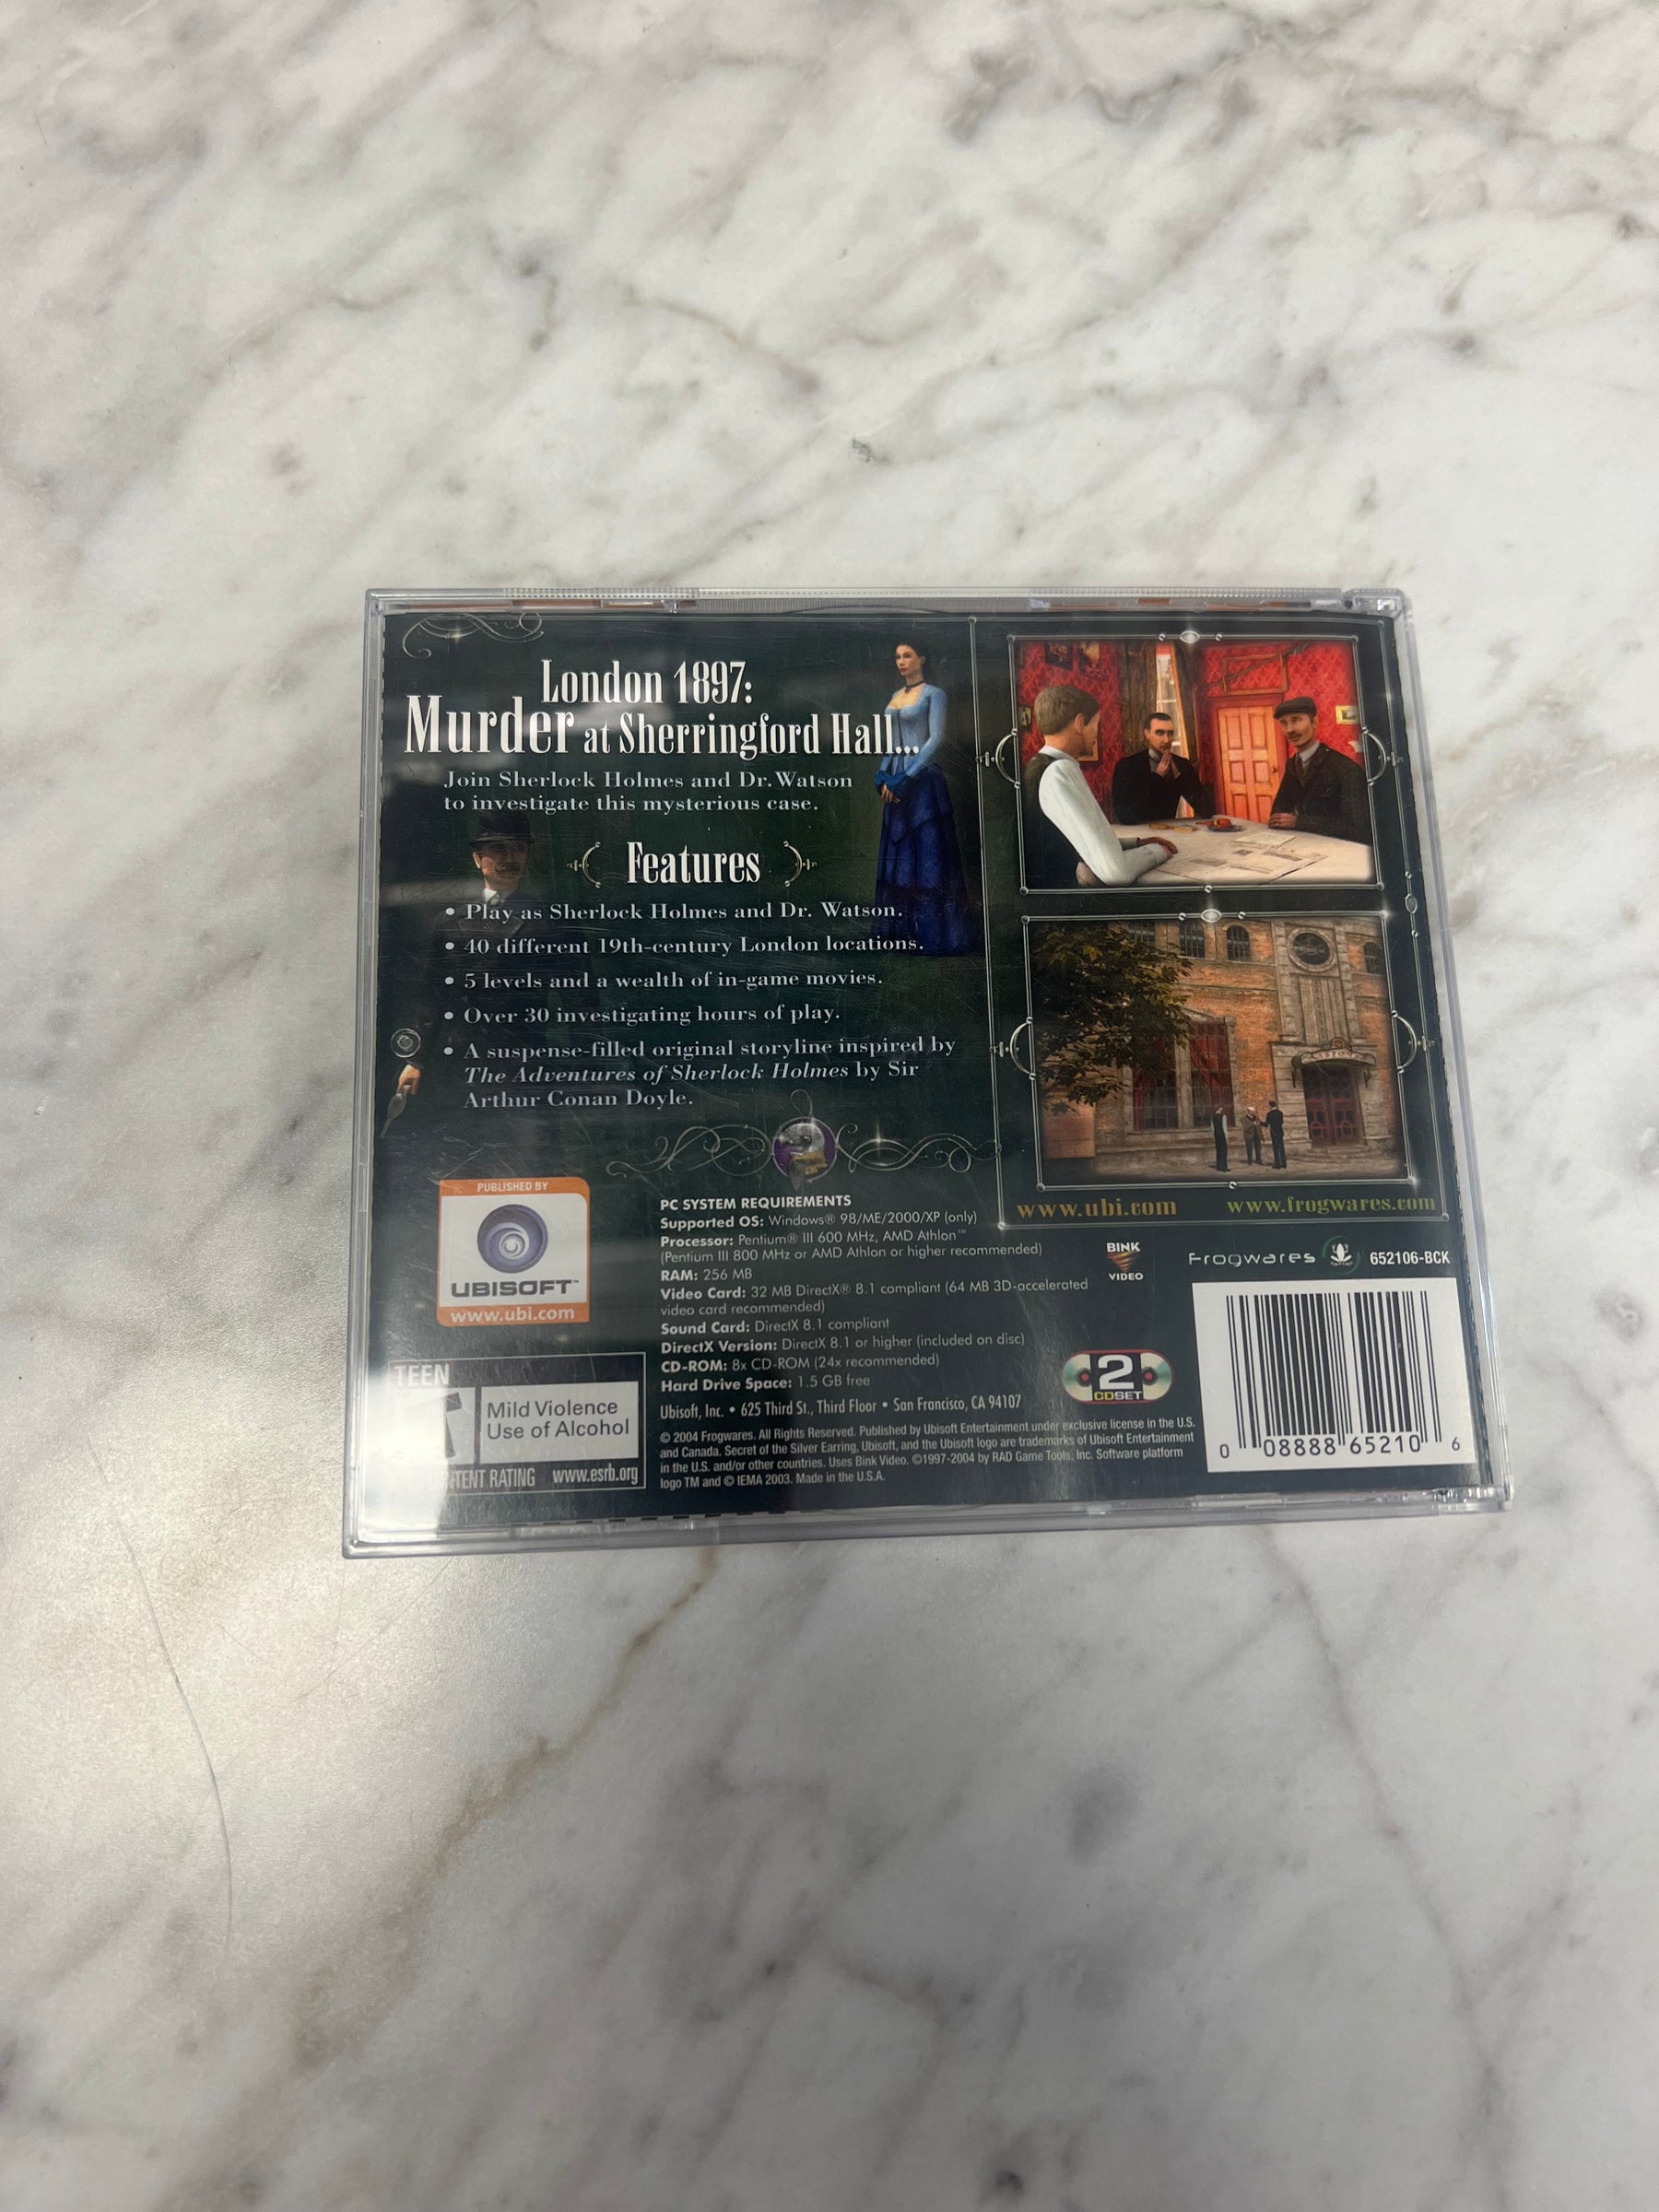 London 1897:
Murder at Sherringford Hall...
Join Sherlock Holmes and Dr. Watson
to investigate this mysterious case.
Features
• Play as Sherlock Holmes and Dr. Watson.
• 40 different 19th-century London locations.
• 5 levels and a wealth of in-game movies.
• Over 30 investigating hours of play.
• A suspense-filled original storyline inspired by
The Adventures of Sherlock Holmes by Sir
Arthur Conan Doyle.
PUBLISHED BY
UBISOFT™
www.ubi.com
TEEN
Mild Violence
Use of Alcohol
NTENT RATING www.esrb.org
PC SYSTEM REQUIREMENTS
Supported OS: Windows® 98/ME/2000/XP (only)
Processor: Pentium® III 600 MHz, AMD Athlon™
(Pentium III 800 MHz or AMD Athlon or higher recommended)
RAM: 256 MB
Video Card: 32 MB DirectX® 8.1 compliant (64 MB 3D-accelerated
video card recommended)
Sound Card: DirectX 8.1 compliant
DirectX Version: DirectX 8.1 or higher (included on disc)
CD-ROM: 8x CD-ROM (24x recommended)
Hard Drive Space: 1.5 GB free
Ubisoft, Inc. • 625 Third St., Third Floor • San Francisco, CA 94107
© 2004 Frogwares. All Rights Reserved. Published by Ubisoft Entertainment under exclusive license in the U.S.
and Canada. Secret of the Silver Earring, Ubisoft, and the Ubisoft logo are trademarks of Ubisoft Entertainment
in the U.S. and/or other countries. Uses Bink Video. ©1997-2004 by RAD Game Tools, Inc. Software platform
logo TM and © IEMA 2003. Made in the U.S.A.
www.ubi.com www.frogwares.com
BINK
VIDEO
Frogwares
652106-BCK
2
CD SET
0 08888 65210 6